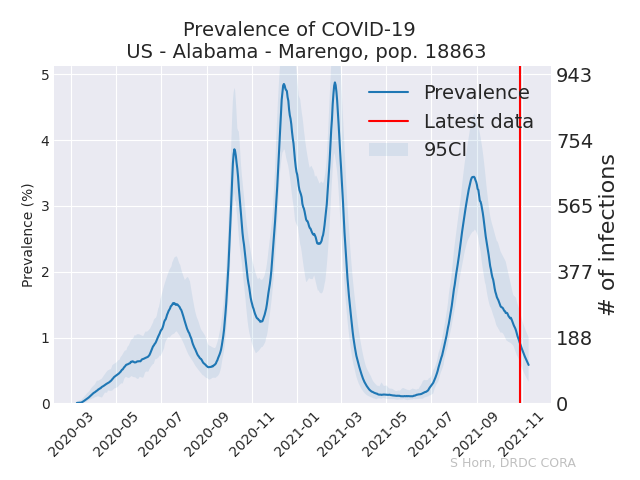 Prevalence of COVID-19
US - Alabama - Marengo, pop. 18863
Prevalence (%)
5
4
3
2
1
0
943
754
565
377
188
0
# of infections
Prevalence
Latest data
95CI
2020-03
2020-05
2020-07
2020-09
2020-11
2021-01
2021-03
2021-05
2021-07
2021-09
2021-11
S Horn, DRDC CORA